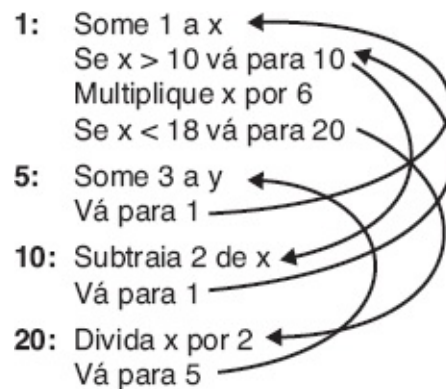 1: Some 1 a x
Se x > 10 vá para 10
Multiplique x por 6
Se x < 18 vá para 20
5: Some 3 a y
Vá para 1
10: Subtraia 2 de x
Vá para 1
20: Divida x por 2
Vá para 5